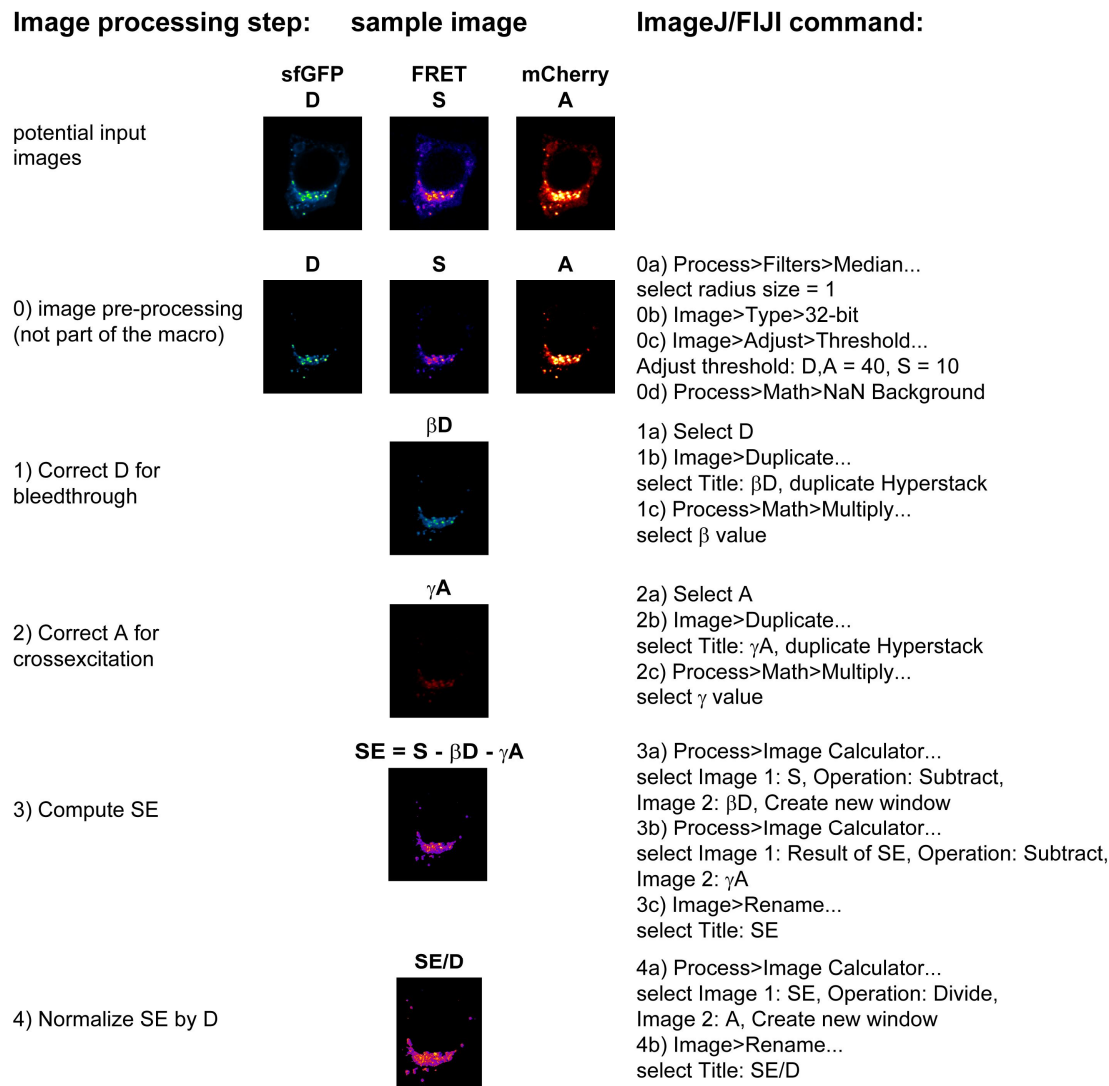 Image processing step: sample image ImageJ/FIJI command:
sfGFP FRET mCherry
D S A
potential input
images
D S A
0) image pre-processing
(not part of the macro)
0a) Process>Filters>Median...
select radius size = 1
0b) Image>Type>32-bit
0c) Image>Adjust>Threshold...
Adjust threshold: D,A = 40, S = 10
0d) Process>Math>NaN Background
βD
1) Correct D for
bleedthrough
1a) Select D
1b) Image>Duplicate...
select Title: βD, duplicate Hyperstack
1c) Process>Math>Multiply...
select β value
γA
2) Correct A for
crossexcitation
2a) Select A
2b) Image>Duplicate...
select Title: γA, duplicate Hyperstack
2c) Process>Math>Multiply...
select γ value
SE = S - βD - γA
3) Compute SE
3a) Process>Image Calculator...
select Image 1: S, Operation: Subtract,
Image 2: βD, Create new window
3b) Process>Image Calculator...
select Image 1: Result of SE, Operation: Subtract,
Image 2: γA
3c) Image>Rename...
select Title: SE
SE/D
4) Normalize SE by D
4a) Process>Image Calculator...
select Image 1: SE, Operation: Divide,
Image 2: A, Create new window
4b) Image>Rename...
select Title: SE/D